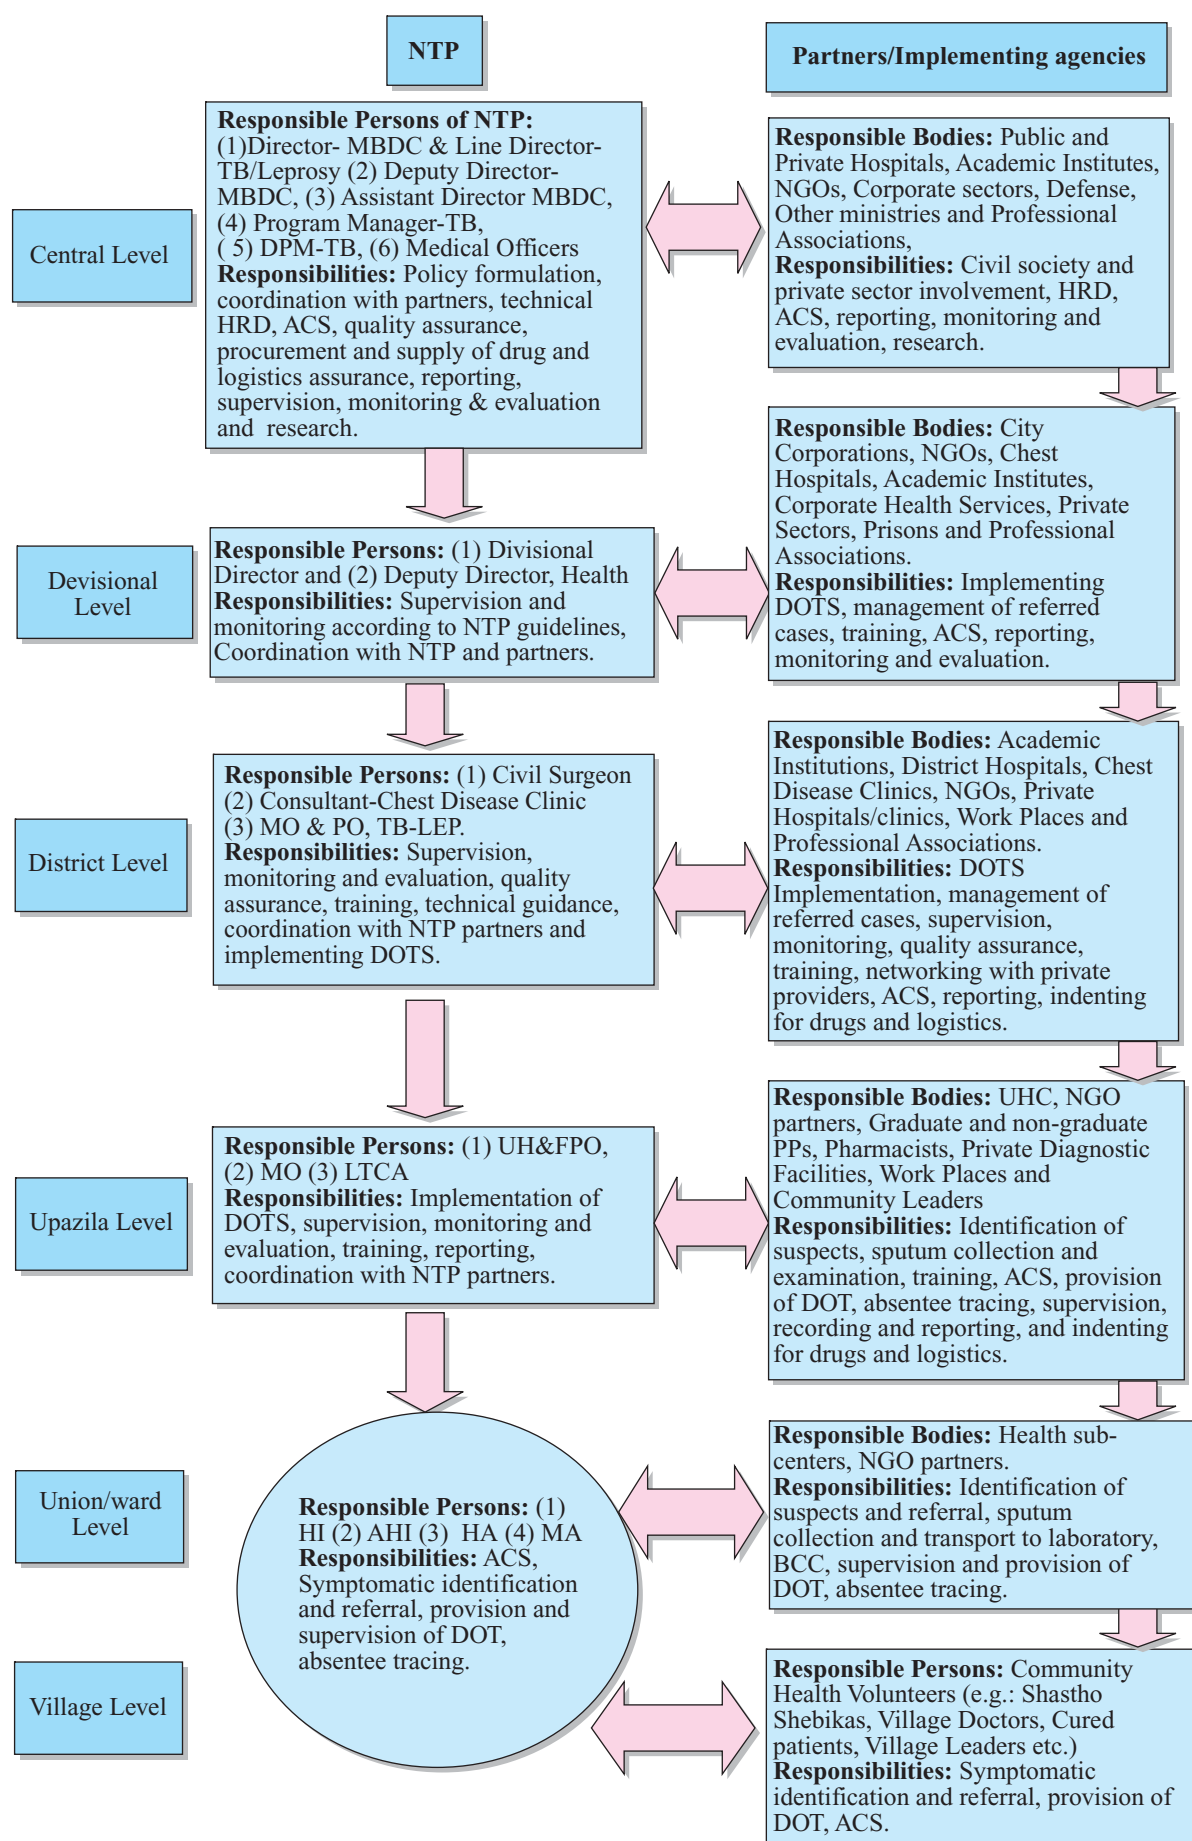 NTP
Partners/Implementing agencies
Central Level
Responsible Persons of NTP:
(1)Director- MBDC & Line Director-
TB/Leprosy (2) Deputy Director-
MBDC, (3) Assistant Director MBDC,
(4) Program Manager-TB,
( 5) DPM-TB, (6) Medical Officers
Responsibilities: Policy formulation,
coordination with partners, technical
HRD, ACS, quality assurance,
procurement and supply of drug and
logistics assurance, reporting,
supervision, monitoring & evaluation
and research.
Responsible Bodies: Public and
Private Hospitals, Academic Institutes,
NGOs, Corporate sectors, Defense,
Other ministries and Professional
Associations,
Responsibilities: Civil society and
private sector involvement, HRD,
ACS, reporting, monitoring and
evaluation, research.
Devisional
Level
Responsible Persons: (1) Divisional
Director and (2) Deputy Director, Health
Responsibilities: Supervision and
monitoring according to NTP guidelines,
Coordination with NTP and partners.
Responsible Bodies: City
Corporations, NGOs, Chest
Hospitals, Academic Institutes,
Corporate Health Services, Private
Sectors, Prisons and Professional
Associations.
Responsibilities: Implementing
DOTS, management of referred
cases, training, ACS, reporting,
monitoring and evaluation.
District Level
Responsible Persons: (1) Civil Surgeon
(2) Consultant-Chest Disease Clinic
(3) MO & PO, TB-LEP.
Responsibilities: Supervision,
monitoring and evaluation, quality
assurance, training, technical guidance,
coordination with NTP partners and
implementing DOTS.
Responsible Bodies: Academic
Institutions, District Hospitals, Chest
Disease Clinics, NGOs, Private
Hospitals/clinics, Work Places and
Professional Associations.
Responsibilities: DOTS
Implementation, management of
referred cases, supervision,
monitoring, quality assurance,
training, networking with private
providers, ACS, reporting, indenting
for drugs and logistics.
Upazila Level
Responsible Persons: (1) UH&FPO,
(2) MO (3) LTCA
Responsibilities: Implementation of
DOTS, supervision, monitoring and
evaluation, training, reporting,
coordination with NTP partners.
Responsible Bodies: UHC, NGO
partners, Graduate and non-graduate
PPs, Pharmacists, Private Diagnostic
Facilities, Work Places and
Community Leaders
Responsibilities: Identification of
suspects, sputum collection and
examination, training, ACS, provision
of DOT, absentee tracing, supervision,
recording and reporting, and indenting
for drugs and logistics.
Union/ward
Level
Responsible Persons: (1)
HI (2) AHI (3) HA (4) MA
Responsibilities: ACS,
Symptomatic identification
and referral, provision and
supervision of DOT,
absentee tracing.
Responsible Bodies: Health sub-
centers, NGO partners.
Responsibilities: Identification of
suspects and referral, sputum
collection and transport to laboratory,
BCC, supervision and provision of
DOT, absentee tracing.
Village Level
Responsible Persons: Community
Health Volunteers (e.g.: Shastho
Shebikas, Village Doctors, Cured
patients, Village Leaders etc.)
Responsibilities: Symptomatic
identification and referral, provision of
DOT, ACS.